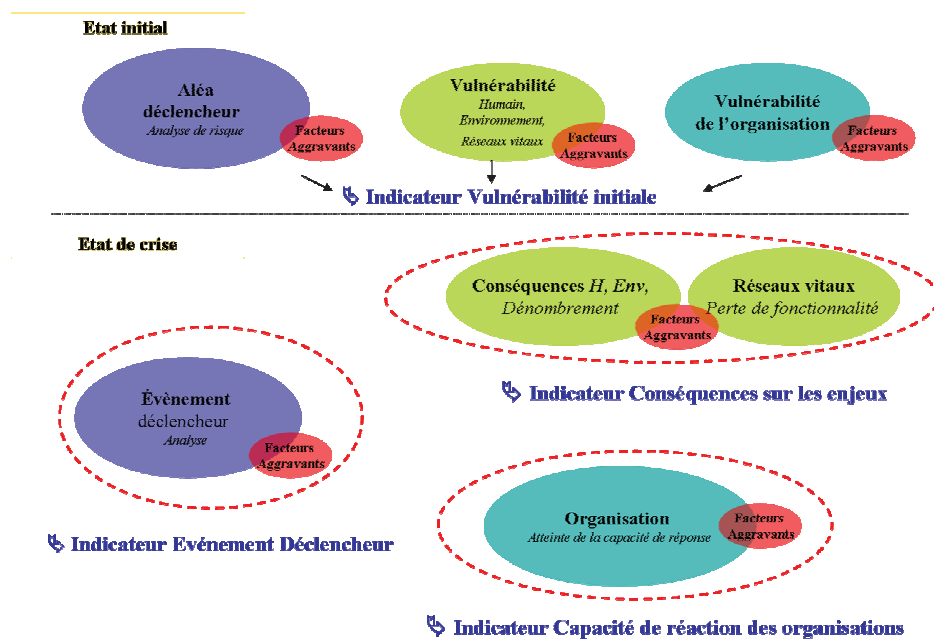 Etat initial
Aléa
déclencheur
Analyse de risque
Facteurs
Aggravants
Vulnérabilité
Humain,
Environnement,
Réseaux vitaux
Facteurs
Aggravants
Vulnérabilité
de l'organisation
Facteurs
Aggravants
Indicateur Vulnérabilité initiale
Etat de crise
Conséquences H, Env,
Dénombrement
Facteurs
Aggravants
Réseaux vitaux
Perte de fonctionnalité
Indicateur Conséquences sur les enjeux
Évènement
déclencheur
Analyse
Facteurs
Aggravants
Indicateur Evénement Déclencheur
Organisation
Atteinte de la capacité de réponse
Facteurs
Aggravants
Indicateur Capacité de réaction des organisations